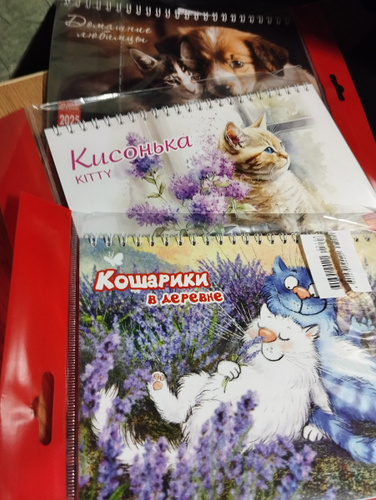 Домашние
любимцы
2025
Кисонька
KITTY
Кошарики
в деревне